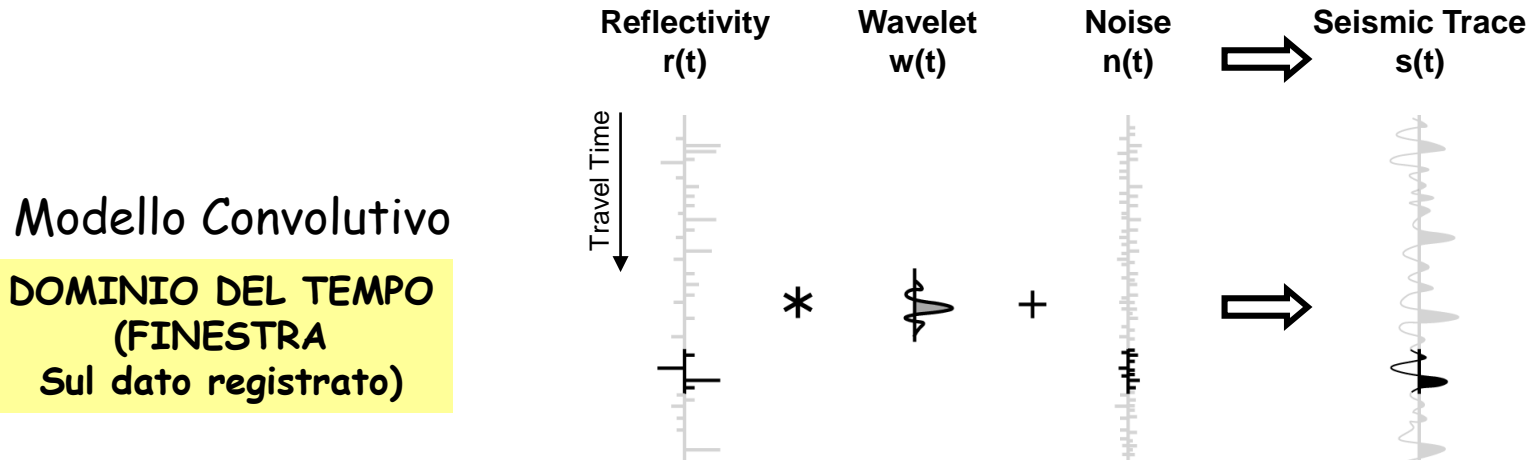 Reflectivity
r(t)
Wavelet
w(t)
Noise
n(t)
Seismic Trace
s(t)
Travel Time
Modello Convolutivo
DOMINIO DEL TEMPO
(FINESTRA
Sul dato registrato)
* +